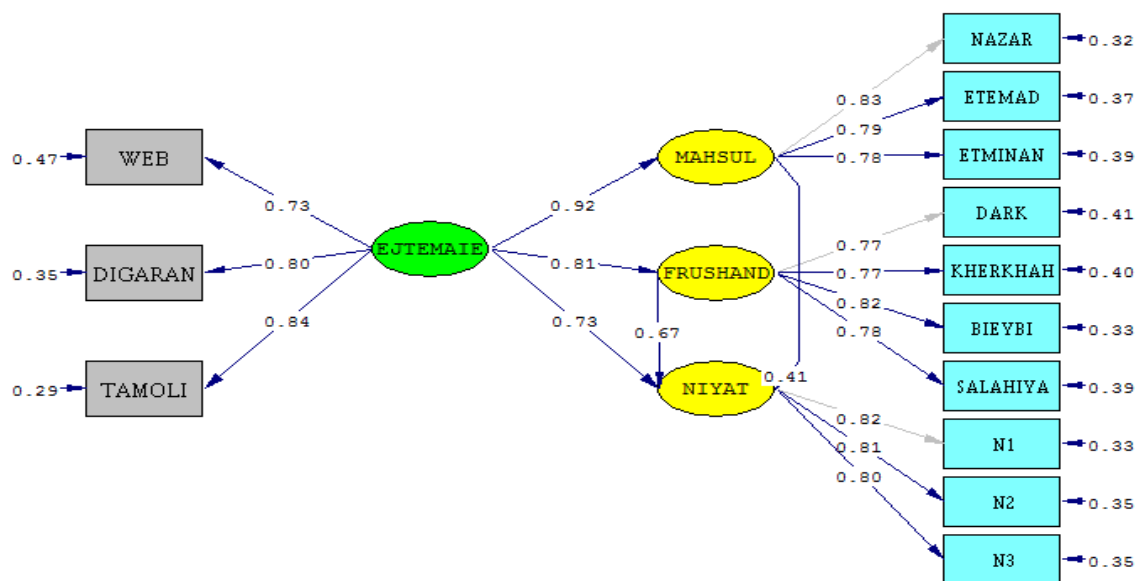 NAZAR
0.32
ETEMAD
0.37
0.83
0.79
ETMINAN
0.39
0.78
0.47
WEB
MAHSUL
0.73
0.92
DARK
0.41
0.77
EJTEMAIE
0.35
DIGARAN
0.80
0.81
FRUSHAND
0.77
KHERKHAH
0.40
0.82
BIEYBI
0.33
0.84
0.73
0.67
0.78
0.29
TAMOLI
NIYAT
0.41
SALAHIYA
0.39
0.82
N1
0.33
0.81
0.80
N2
0.35
N3
0.35